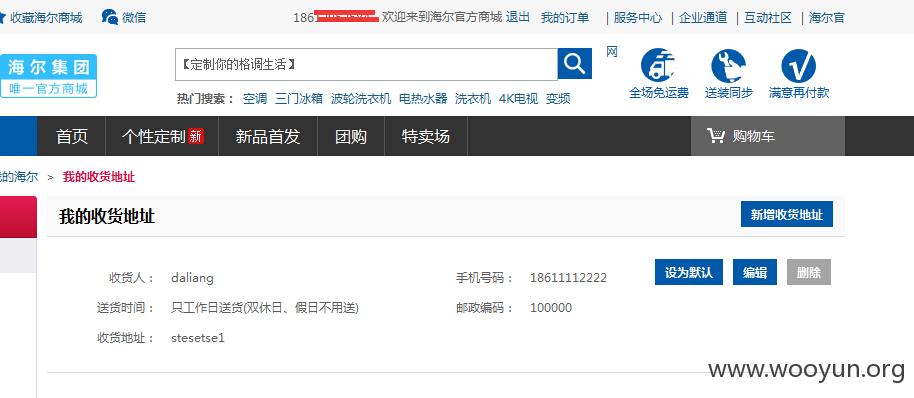 收藏海尔商城 微信 1861 欢迎来到海尔官方商城 退出 我的订单 | 服务中心 | 企业通道 | 互动社区 | 海尔官
网
海尔集团
唯一官方商城
【定制你的格调生活】
热门搜索： 空调 三门冰箱 波轮洗衣机 电热水器 洗衣机 4K电视 变频
全场免运费 送装同步 满意再付款
首页 个性定制 新 新品首发 团购 特卖场 购物车
的海尔 > 我的收货地址
我的收货地址 新增收货地址
收货人： daliang 手机号码： 18611112222 设为默认 编辑 删除
送货时间： 只工作日送货(双休日、假日不用送) 邮政编码： 100000
收货地址： stesetse1
www.wooyun.org